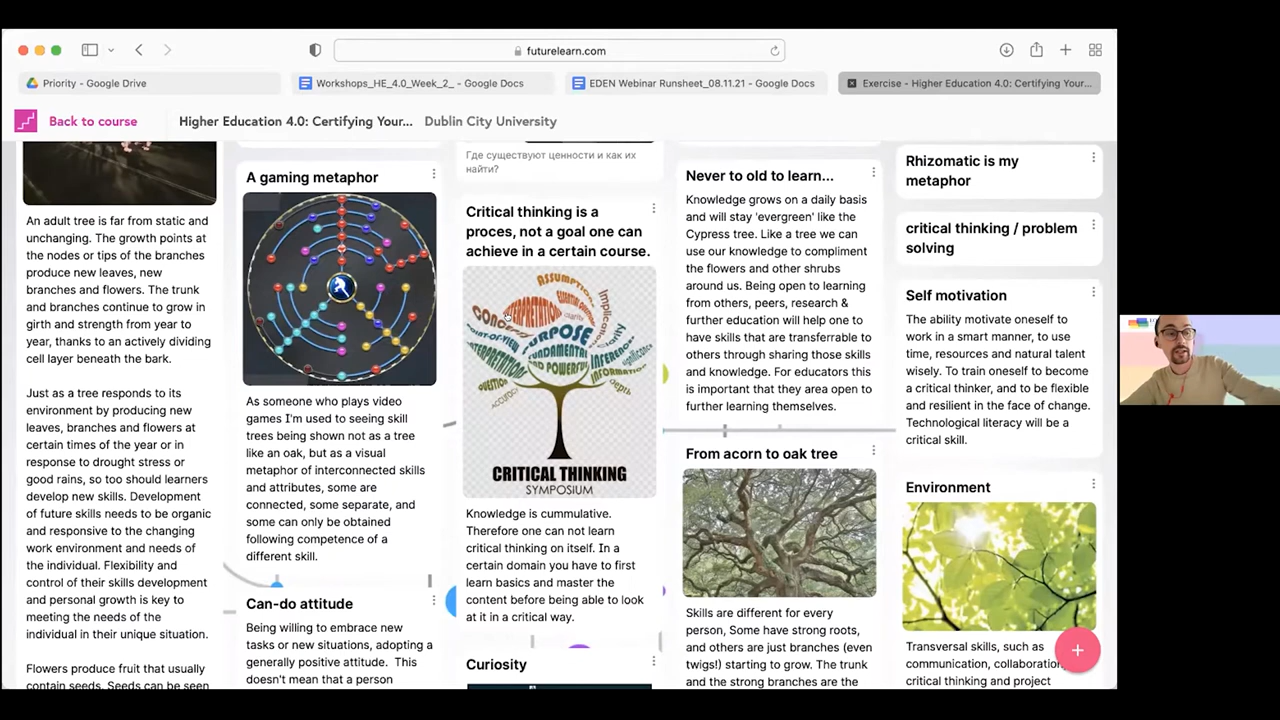 futurelearn.com
Priority - Google Drive
Workshops_HE_4.0_Week_2_ - Google Docs
EDEN Webinar Runsheet_08.11.21 - Google Docs
Exercise - Higher Education 4.0: Certifying Your...
Back to course
Higher Education 4.0: Certifying Your...
Dublin City University
An adult tree is far from static and
unchanging. The growth points at
the nodes or tips of the branches
produce new leaves, new
branches and flowers. The trunk
and branches continue to grow in
girth and strength from year to
year, thanks to an actively dividing
cell layer beneath the bark.
Just as a tree responds to its
environment by producing new
leaves, branches and flowers at
certain times of the year or in
response to drought stress or
good rains, so too should learners
develop new skills. Development
of future skills needs to be organic
and responsive to the changing
work environment and needs of
the individual. Flexibility and
control of their skills development
and personal growth is key to
meeting the needs of the
individual in their unique situation.
Flowers produce fruit that usually
contain seeds. Seeds can be seen
A gaming metaphor
As someone who plays video
games I'm used to seeing skill
trees being shown not as a tree
like an oak, but as a visual
metaphor of interconnected skills
and attributes, some are
connected, some separate, and
some can only be obtained
following competence of a
different skill.
Can-do attitude
Being willing to embrace new
tasks or new situations, adopting a
generally positive attitude. This
doesn't mean that a person
Где существуют ценности и как их
найти?
Critical thinking is a
proces, not a goal one can
achieve in a certain course.
ASSUMPTIONS
INTERPRETATION
clarity
PURPOSE
FUNDAMENTAL
AND POWERFUL
POINT-OF-VIEW
INTERPRETATION
INFERENCE
significance
INFORMATION
QUESTION
ACCURACY
depth
CRITICAL THINKING
SYMPOSIUM
Knowledge is cummulative.
Therefore one can not learn
critical thinking on itself. In a
certain domain you have to first
learn basics and master the
content before being able to look
at it in a critical way.
Curiosity
Never to old to learn...
Knowledge grows on a daily basis
and will stay 'evergreen' like the
Cypress tree. Like a tree we can
use our knowledge to compliment
the flowers and other shrubs
around us. Being open to learning
from others, peers, research &
further education will help one to
have skills that are transferrable to
others through sharing those skills
and knowledge. For educators this
is important that they area open to
further learning themselves.
From acorn to oak tree
Skills are different for every
person, Some have strong roots,
and others are just branches (even
twigs!) starting to grow. The trunk
and the strong branches are the
Rhizomatic is my
metaphor
critical thinking / problem
solving
Self motivation
The ability motivate oneself to
work in a smart manner, to use
time, resources and natural talent
wisely. To train oneself to become
a critical thinker, and to be flexible
and resilient in the face of change.
Technological literacy will be a
critical skill.
Environment
Transversal skills, such as
communication, collaboration
critical thinking and project